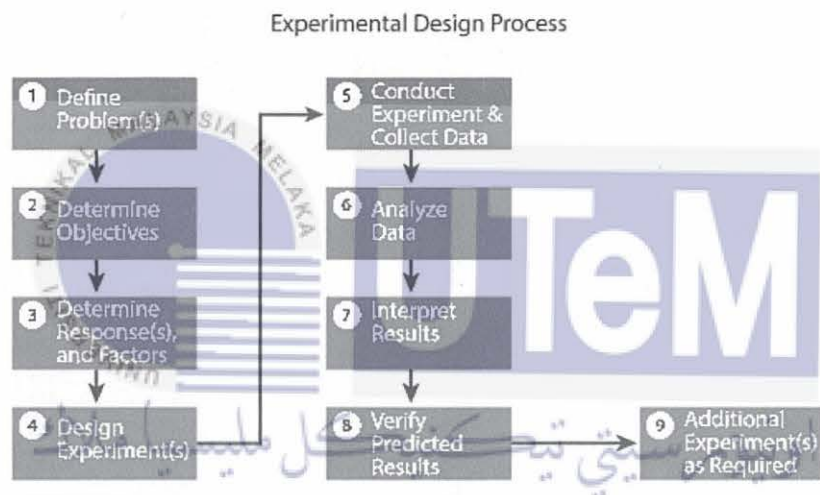 Experimental Design Process
1 Define
Problem(s)
2 Determine
Objectives
3 Determine
Response(s),
and Factors
4 Design
Experiment(s)
5 Conduct
Experiment &
Collect Data
6 Analyze
Data
7 Interpret
Results
8 Verify
Predicted
Results
9 Additional
Experiment(s)
as Required
TEKNIKAL MALAYSIA MELAKA
UTeM